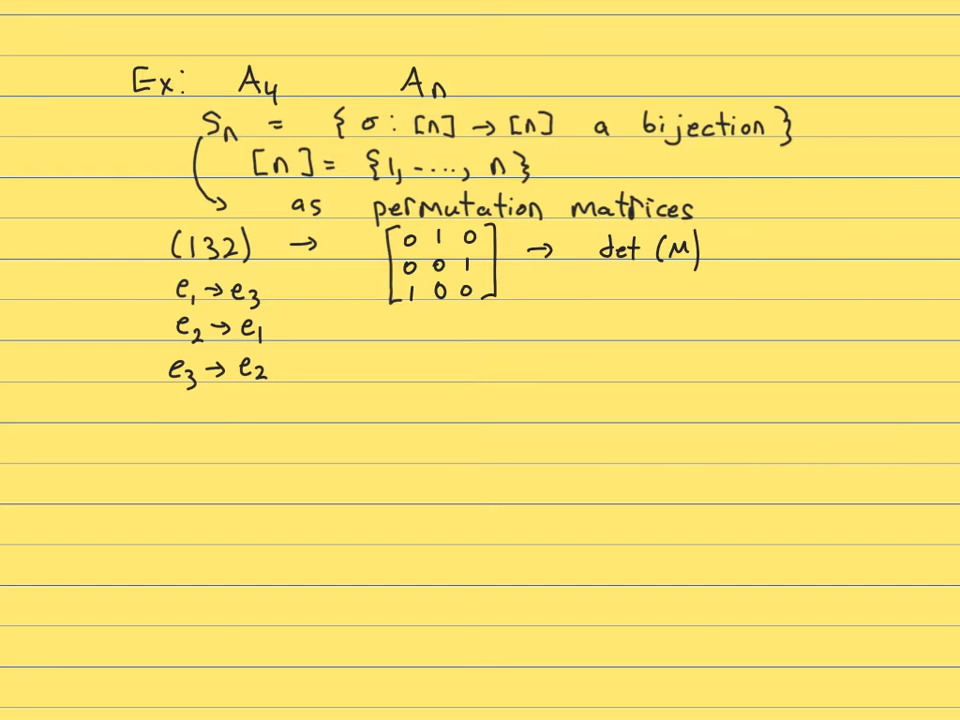 Ex: A₄ Aₙ
Sₙ = { σ : [n] → [n] a bijection }
[n] = {1, ..., n}
↳ as permutation matrices
(132) → [0 1 0 → det (M)
e₁ → e₃ 0 0 1
1 0 0]
e₂ → e₁
e₃ → e₂